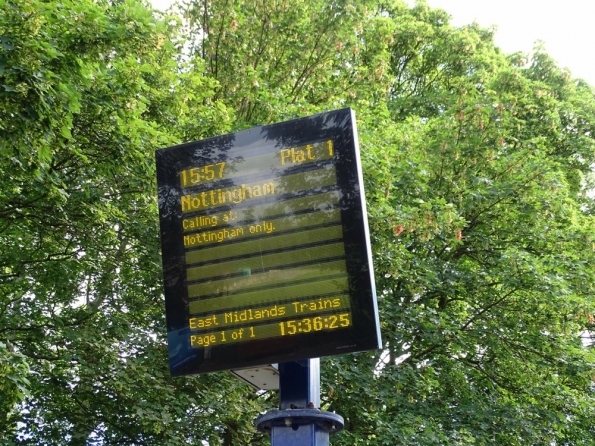 15:57 Plat 1
Nottingham
Calling at
Nottingham only.
East Midlands Trains
Page 1 of 1 15:36:25